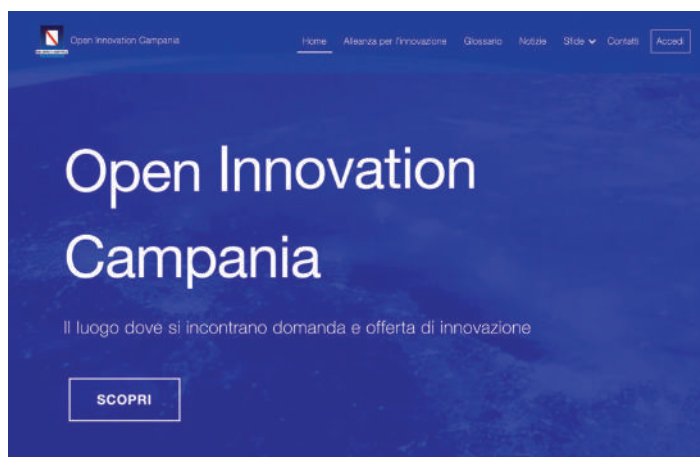 Open Innovation Campania
Home Alleanza per l'innovazione Glossario Notizie Sfide Contatti Accedi
Open Innovation
Campania
Il luogo dove si incontrano domanda e offerta di innovazione
SCOPRI